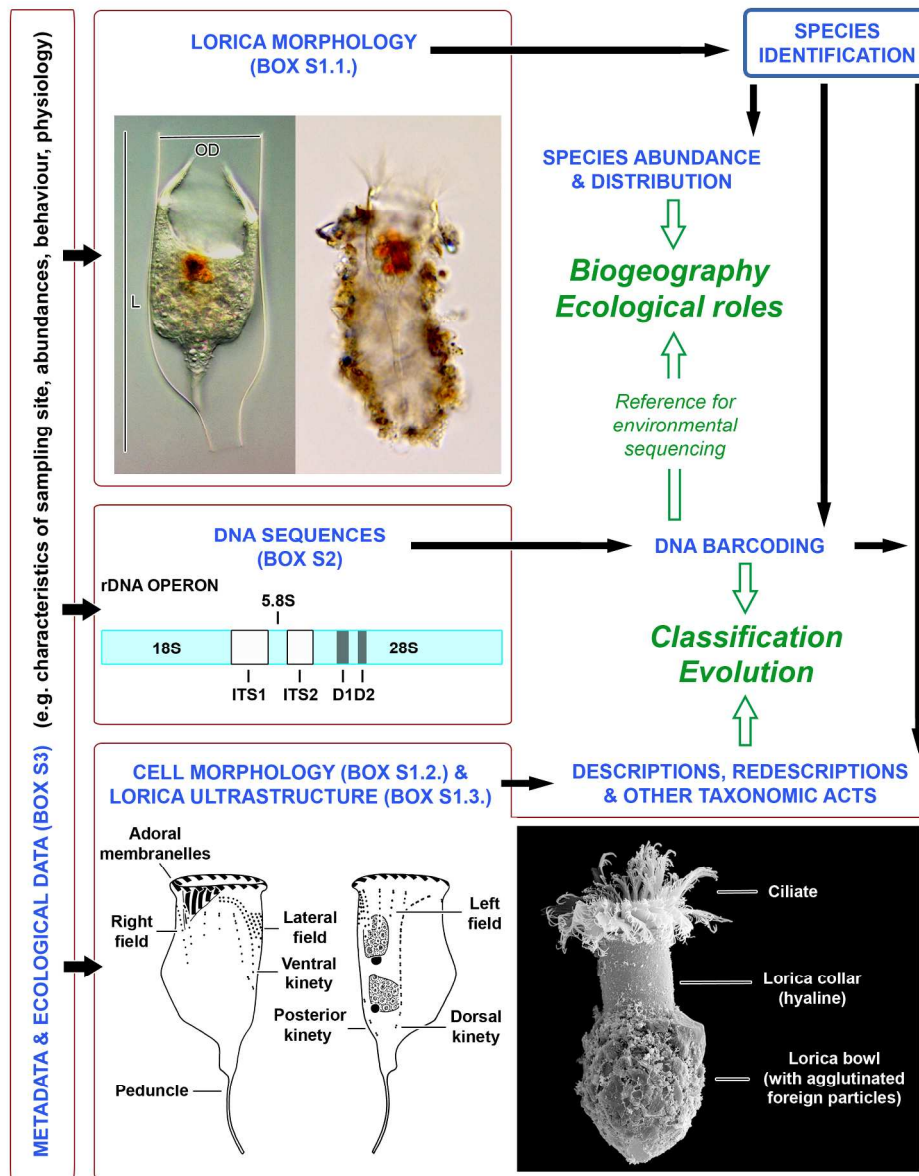 METADATA & ECOLOGICAL DATA (BOX S3) (e.g. characteristics of sampling site, abundances, behaviour, physiology)
LORICA MORPHOLOGY
(BOX S1.1.)
OD
L
SPECIES
IDENTIFICATION
SPECIES ABUNDANCE
& DISTRIBUTION
Biogeography
Ecological roles
Reference for
environmental
sequencing
DNA SEQUENCES
(BOX S2)
rDNA OPERON
5.8S
18S
28S
ITS1
ITS2
D1
D2
DNA BARCODING
Classification
Evolution
CELL MORPHOLOGY (BOX S1.2.) &
LORICA ULTRASTRUCTURE (BOX S1.3.)
DESCRIPTIONS, REDESCRIPTIONS
& OTHER TAXONOMIC ACTS
Adoral
membranelles
Right
field
Lateral
field
Ventral
kinety
Peduncle
Left
field
Posterior
kinety
Dorsal
kinety
Ciliate
Lorica collar
(hyaline)
Lorica bowl
(with agglutinated
foreign particles)